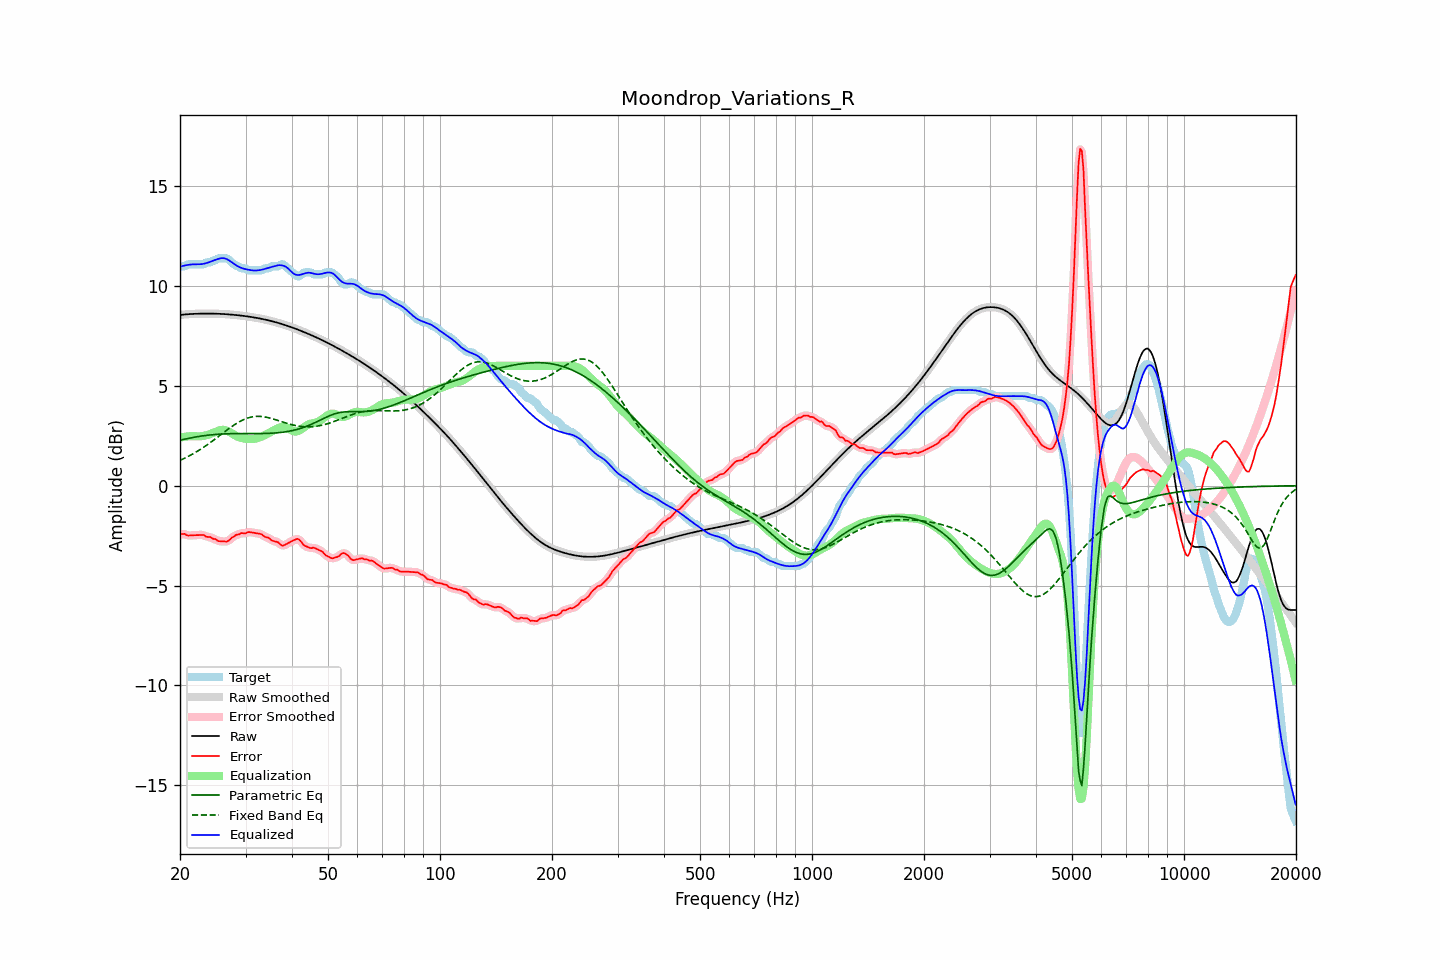 Moondrop_Variations_R
Amplitude (dBr)
15
10
5
0
−5
−10
−15
Target
Raw Smoothed
Error Smoothed
Raw
Error
Equalization
Parametric Eq
Fixed Band Eq
Equalized
20 50 100 200 500 1000 2000 5000 10000 20000
Frequency (Hz)